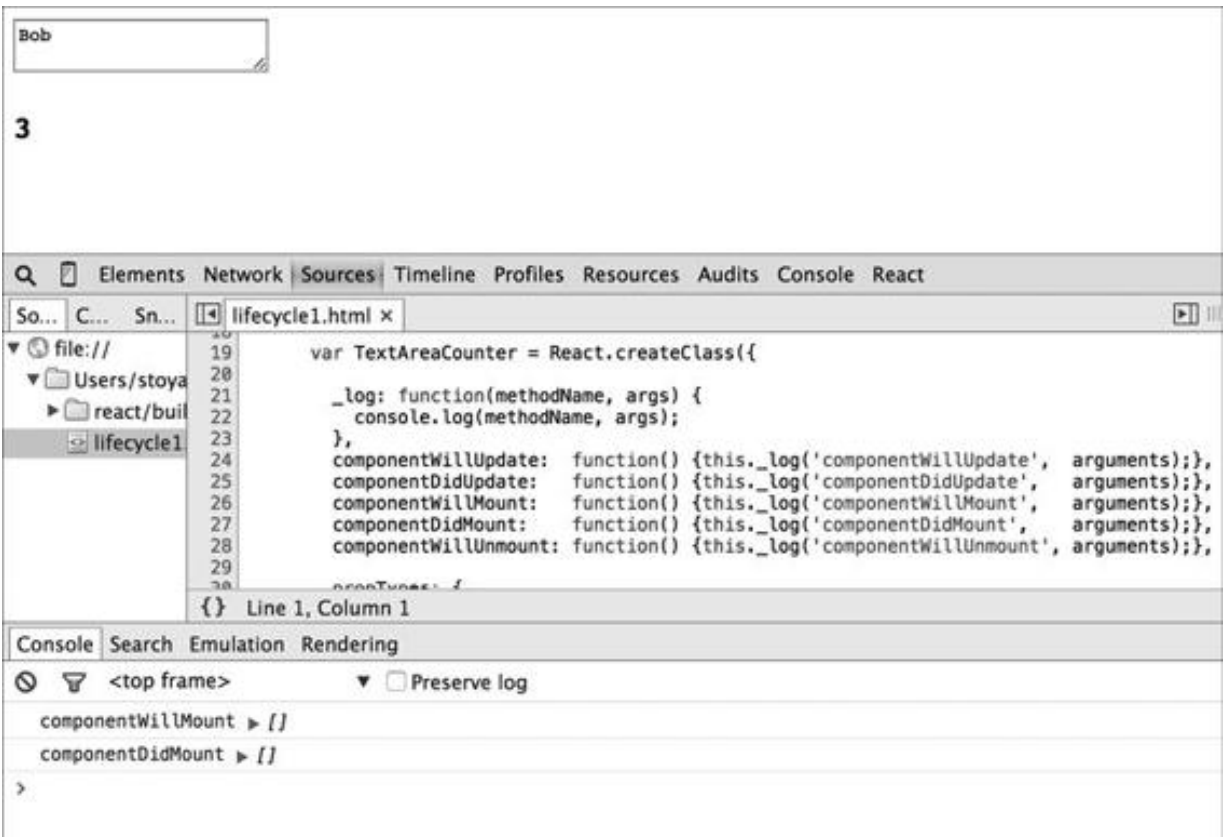 Bob
3
Elements Network Sources Timeline Profiles Resources Audits Console React
So... C... Sn... lifecycle1.html ×
file://
Users/stoya
react/buil
lifecycle1
19 var TextAreaCounter = React.createClass({
20
21 _log: function(methodName, args) {
22 console.log(methodName, args);
23 },
24 componentWillUpdate: function() {this._log('componentWillUpdate', arguments);},
25 componentDidUpdate: function() {this._log('componentDidUpdate', arguments);},
26 componentWillMount: function() {this._log('componentWillMount', arguments);},
27 componentDidMount: function() {this._log('componentDidMount', arguments);},
28 componentWillUnmount: function() {this._log('componentWillUnmount', arguments);},
29
30 propTypes: {
{} Line 1, Column 1
Console Search Emulation Rendering
<top frame> ▼ Preserve log
componentWillMount ▶ []
componentDidMount ▶ []
>